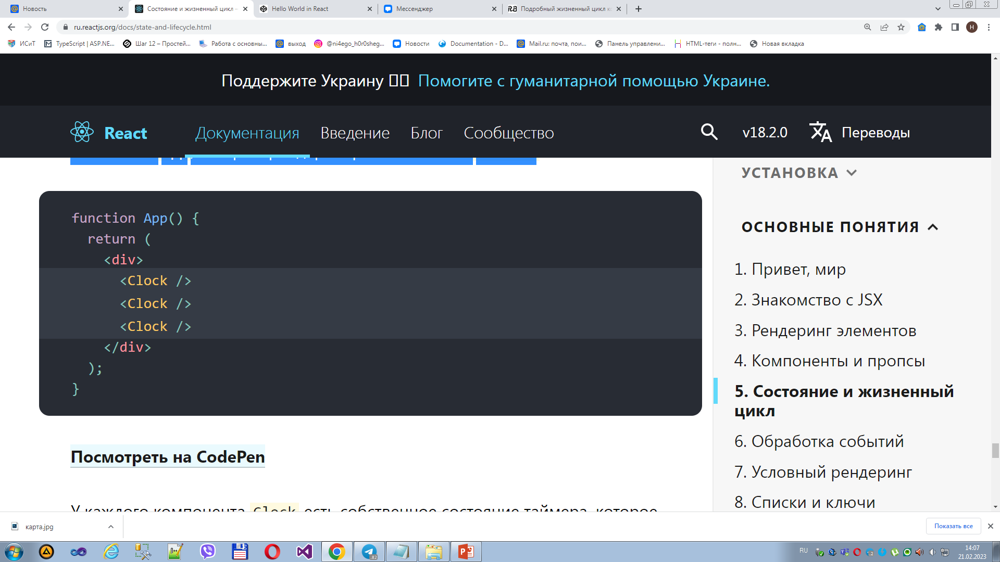 Новость
Состояние и жизненный цикл –
Hello World in React
Мессенджер
Подробный жизненный цикл
ru.reactjs.org/docs/state-and-lifecycle.html
Н
ИСиТ
TypeScript | ASP.NE...
Шаг 12 – Простей...
Работа с основны...
выход
@ni4ego_h0r0sheg...
Новости
Documentation - D...
Mail.ru: почта, пои...
Панель управлени...
HTML-теги - полн...
Новая вкладка
Поддержите Украину Помогите с гуманитарной помощью Украине.
React
Документация
Введение
Блог
Сообщество
v18.2.0
Переводы
function App() {
return (
<div>
<Clock />
<Clock />
<Clock />
</div>
);
}
Посмотреть на CodePen
У каждого компонента Clock есть собственное состояние таймера, которое
УСТАНОВКА
ОСНОВНЫЕ ПОНЯТИЯ
1. Привет, мир
2. Знакомство с JSX
3. Рендеринг элементов
4. Компоненты и пропсы
5. Состояние и жизненный
цикл
6. Обработка событий
7. Условный рендеринг
8. Списки и ключи
карта.jpg
Показать все
82
RU
14:07
21.02.2023